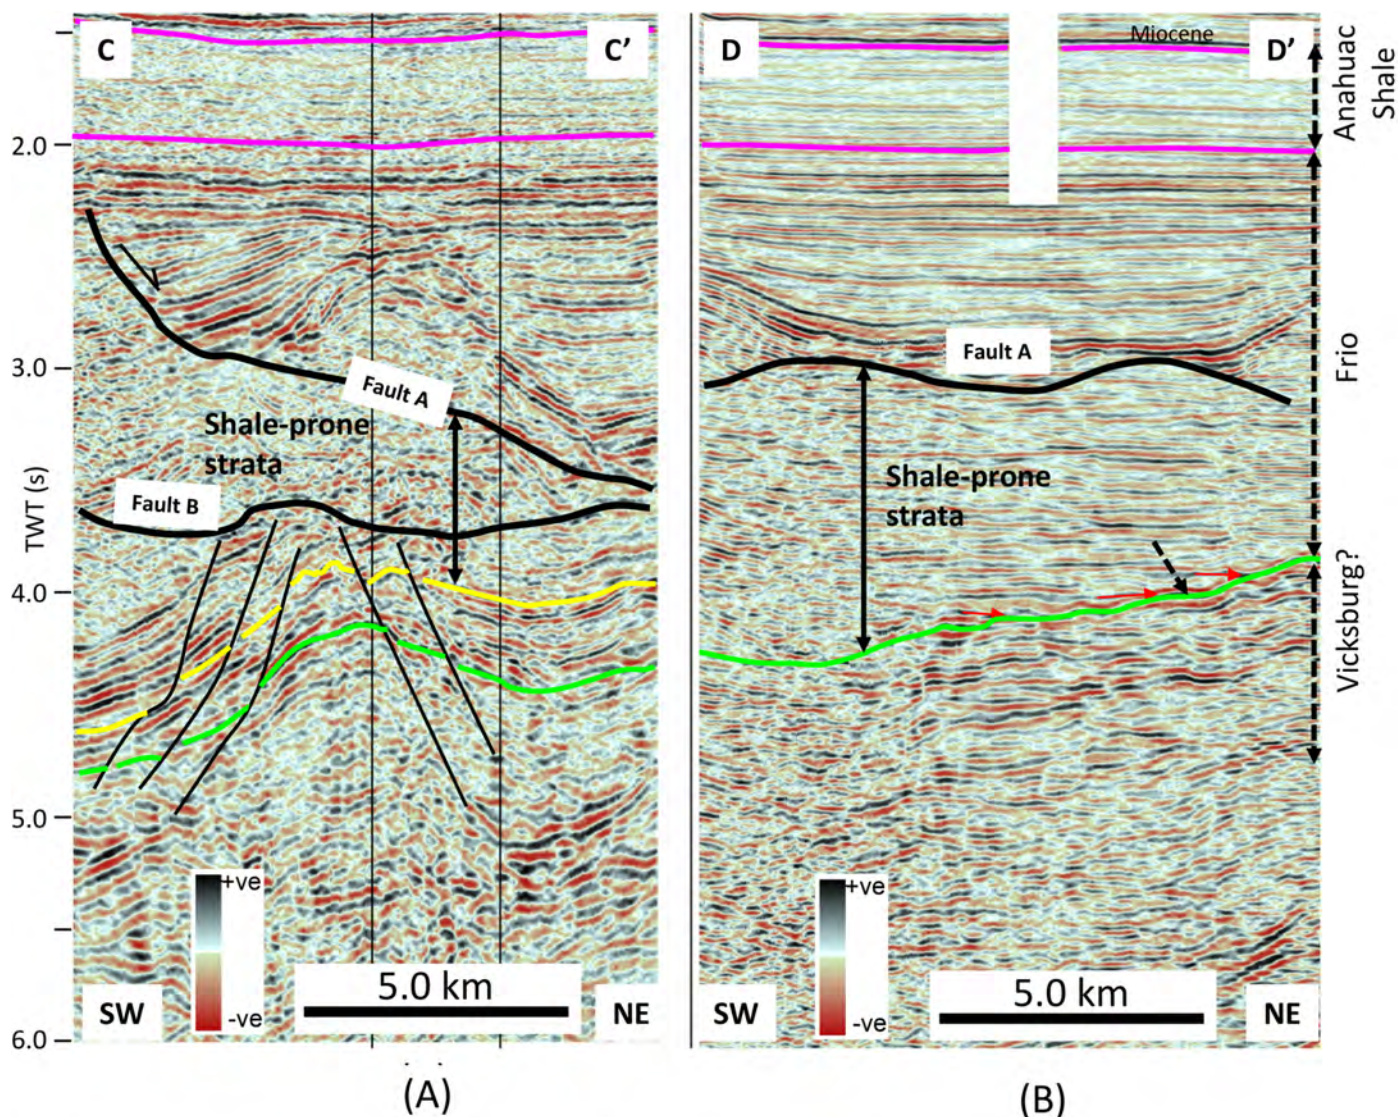 C
C’
D
Miocene
D’
Anahuac
Shale
2.0
3.0
Fault A
Fault A
Frio
Shale-prone
strata
Shale-prone
strata
Fault B
TWT (s)
4.0
Vicksburg?
5.0
+ve
-ve
5.0 km
SW
NE
+ve
-ve
5.0 km
SW
NE
6.0
(A)
(B)